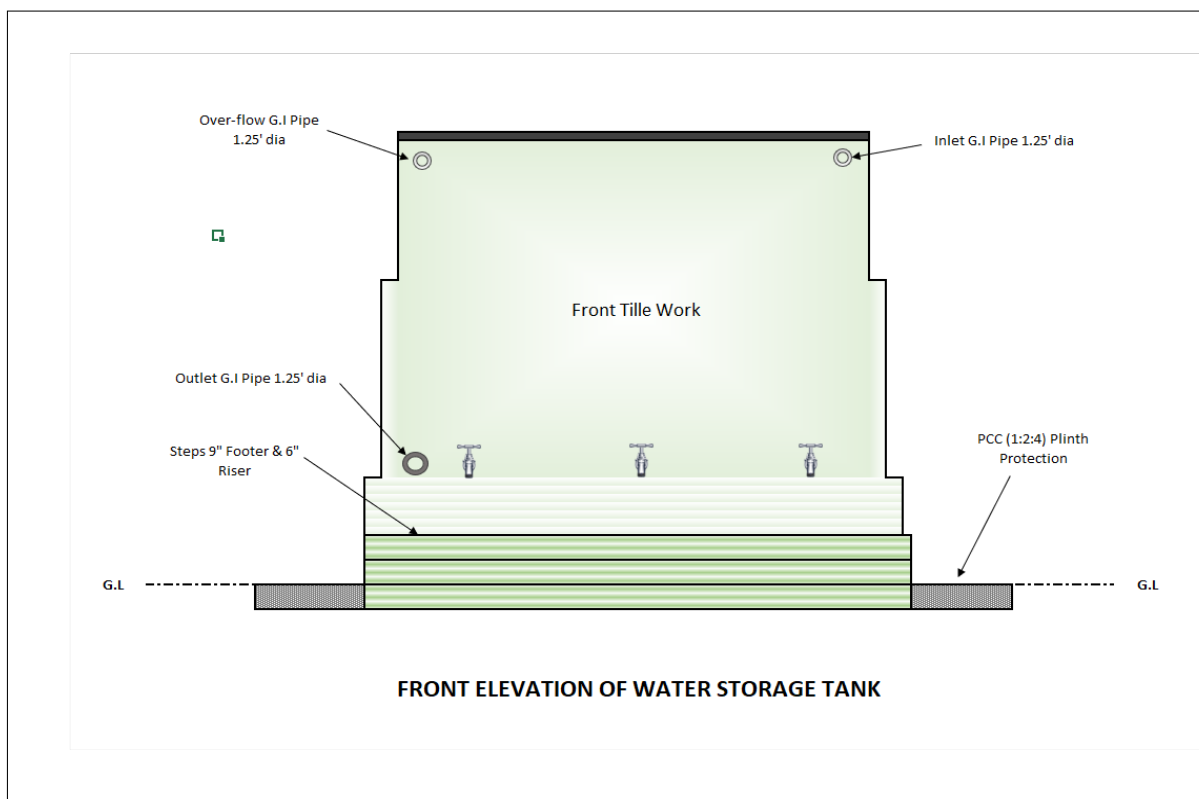 Over-flow G.I Pipe
1.25' dia
Inlet G.I Pipe 1.25' dia
Front Tille Work
Outlet G.I Pipe 1.25' dia
Steps 9" Footer & 6"
Riser
PCC (1:2:4) Plinth
Protection
G.L
G.L
FRONT ELEVATION OF WATER STORAGE TANK